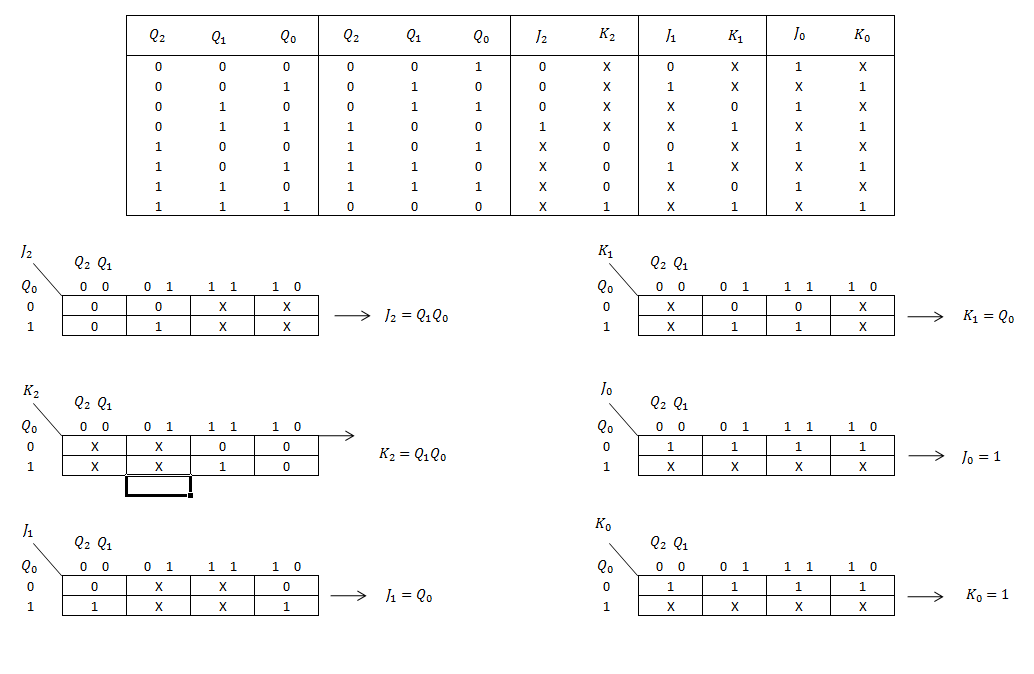 Q₂ Q₁ Q₀ Q₂ Q₁ Q₀ J₂ K₂ J₁ K₁ J₀ K₀
0 0 0 0 0 1 0 X 0 X 1 X
0 0 1 0 1 0 0 X 1 X X 1
0 1 0 0 1 1 0 X X 0 1 X
0 1 1 1 0 0 1 X X 1 X 1
1 0 0 1 0 1 X 0 0 X 1 X
1 0 1 1 1 0 X 0 1 X X 1
1 1 0 1 1 1 X 0 X 0 1 X
1 1 1 0 0 0 X 1 X 1 X 1
J₂
Q₂ Q₁
Q₀ 0 0 0 1 1 1 1 0
0 0 0 X X
1 0 1 X X
J₂ = Q₁Q₀
K₁
Q₂ Q₁
Q₀ 0 0 0 1 1 1 1 0
0 X 0 0 X
1 X 1 1 X
K₁ = Q₀
K₂
Q₂ Q₁
Q₀ 0 0 0 1 1 1 1 0
0 X X 0 0
1 X X 1 0
K₂ = Q₁Q₀
J₀
Q₂ Q₁
Q₀ 0 0 0 1 1 1 1 0
0 1 1 1 1
1 X X X X
J₀ = 1
J₁
Q₂ Q₁
Q₀ 0 0 0 1 1 1 1 0
0 0 X X 0
1 1 X X 1
J₁ = Q₀
K₀
Q₂ Q₁
Q₀ 0 0 0 1 1 1 1 0
0 1 1 1 1
1 X X X X
K₀ = 1